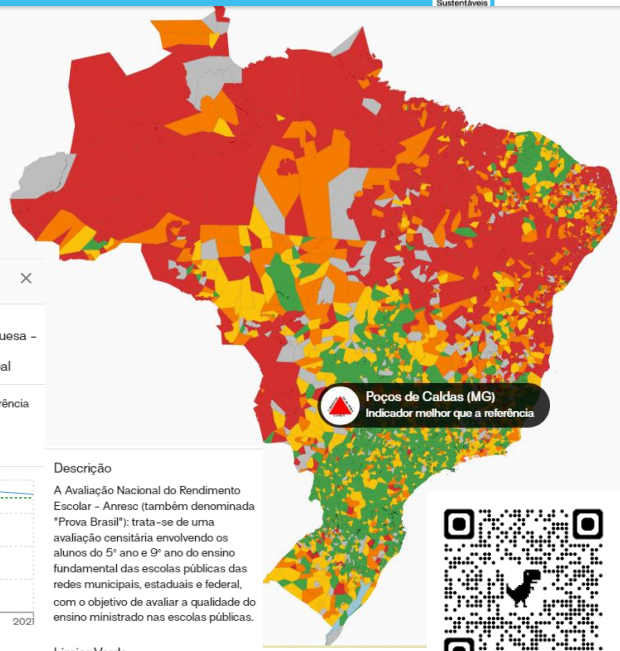 Sustentáveis
uesa –
al
rência
Poços de Caldas (MG)
Indicador melhor que a referência
Descrição
A Avaliação Nacional do Rendimento
Escolar – Anresc (também denominada
"Prova Brasil"): trata-se de uma
avaliação censitária envolvendo os
alunos do 5º ano e 9º ano do ensino
fundamental das escolas públicas das
redes municipais, estaduais e federal,
com o objetivo de avaliar a qualidade do
ensino ministrado nas escolas públicas.
2021